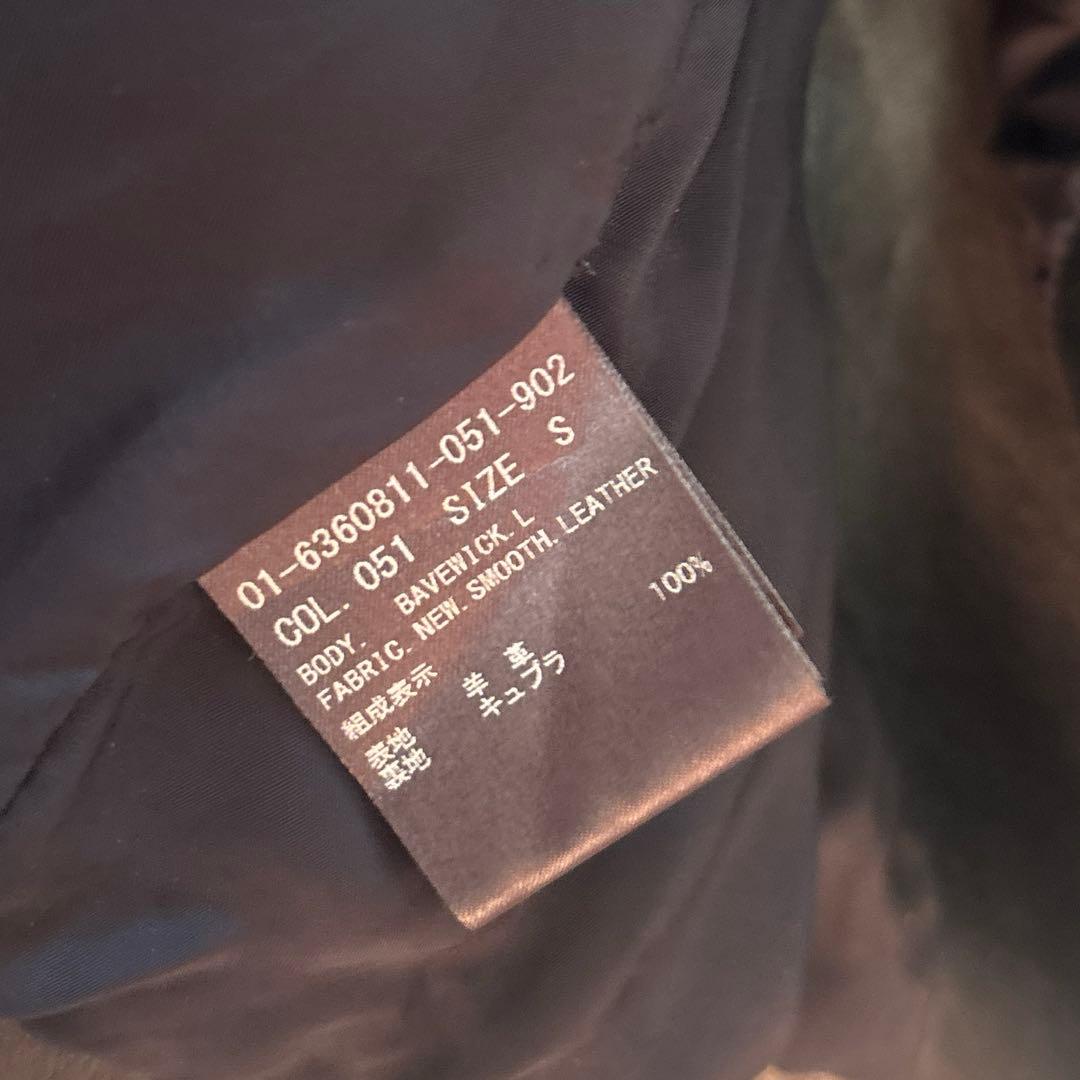 01-6360811-051-902
COL. 051 SIZE S
BODY. BAVEWICK. L
FABRIC. NEW. SMOOTH. LEATHER
組成表示
表地 羊 革
裏地 キュプラ 100%